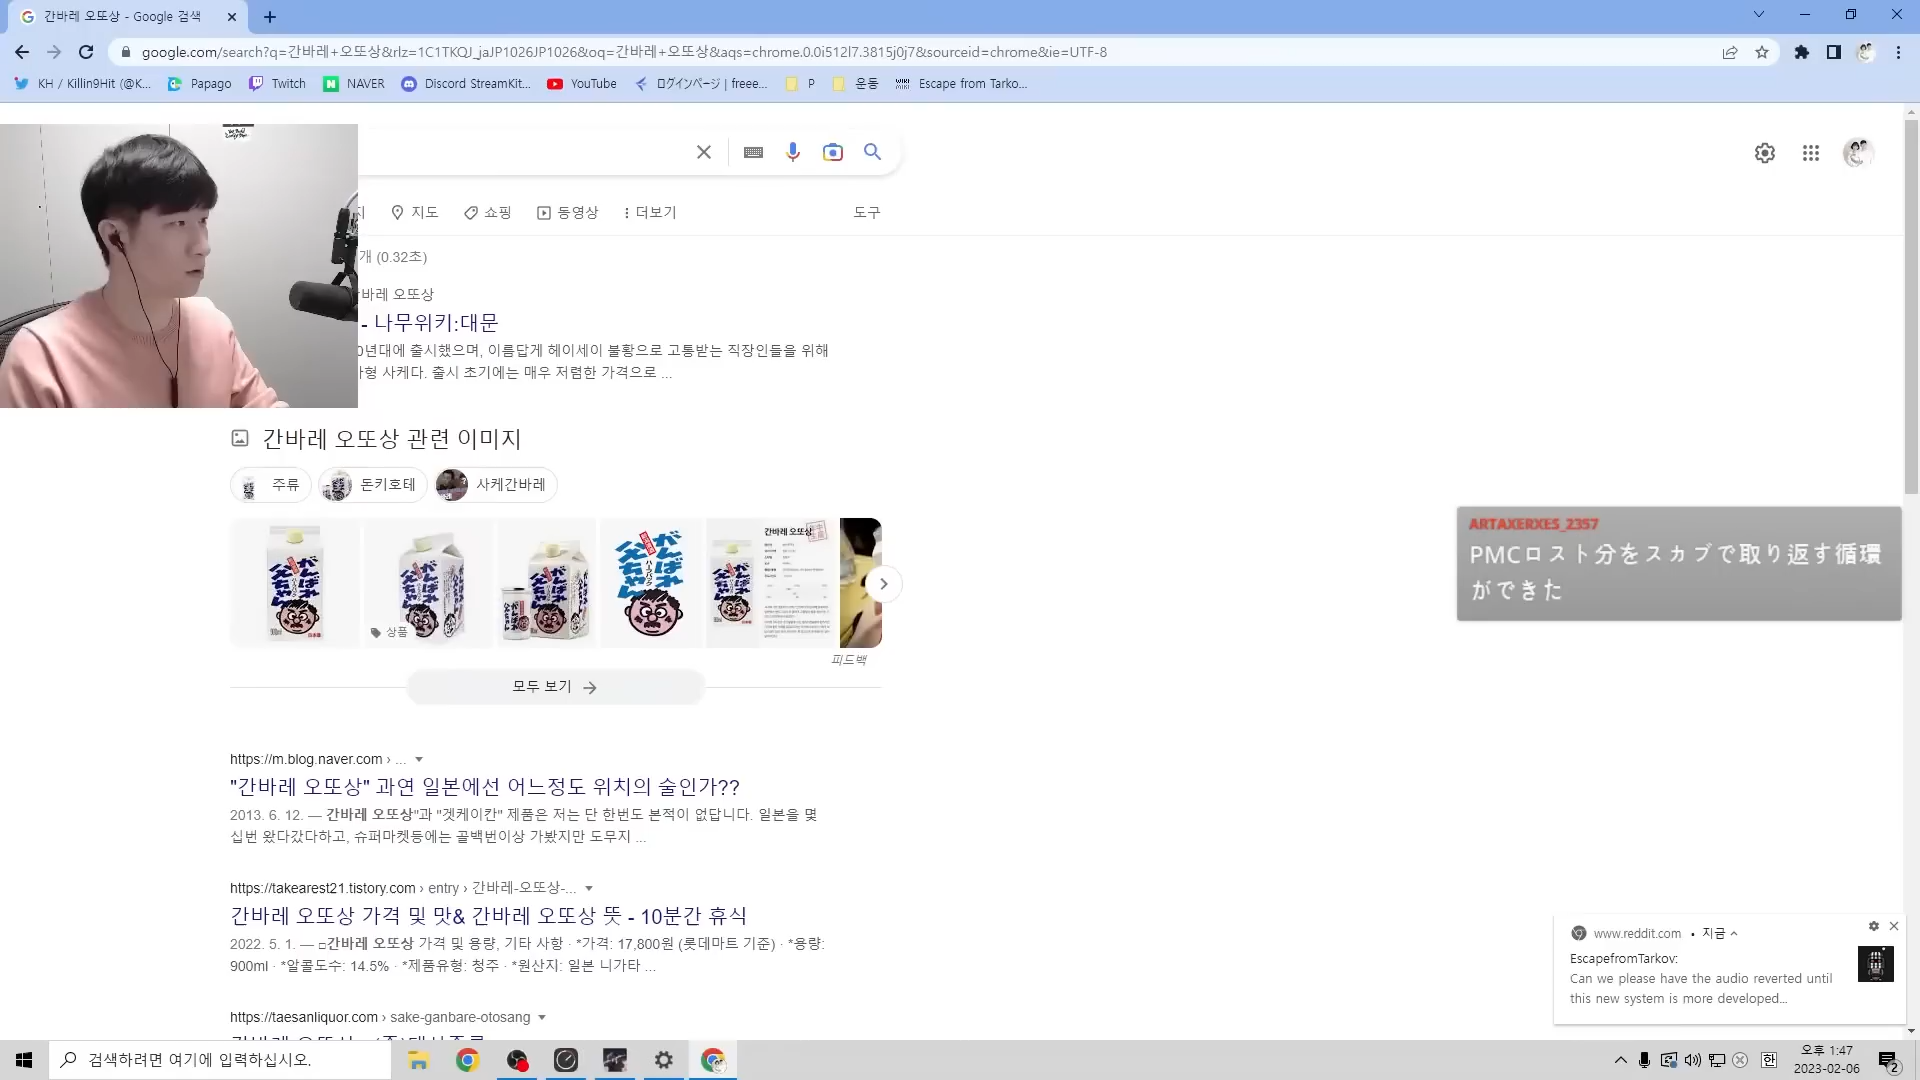 간바레 오또상 - Google 검색
google.com/search?q=간바레+오또상&rlz=1C1TKQJ_jaJP1026JP1026&oq=간바레+오또상&aqs=chrome.0.0i512l7.3815j0j7&sourceid=chrome&ie=UTF-8
KH / Killin9Hit (@K... Papago Twitch NAVER Discord StreamKit... YouTube ログインページ | freee... P 운동 Escape from Tarko...
지도 쇼핑 동영상 더보기 도구
개 (0.32초)
바레 오또상
- 나무위키:대문
0년대에 출시했으며, 이름답게 헤이세이 불황으로 고통받는 직장인들을 위해
형 사케다. 출시 초기에는 매우 저렴한 가격으로 ...
간바레 오또상 관련 이미지
주류 돈키호테 사케간바레
간바레 오또상
상품
피드백
모두 보기
ARTAXERXES_2357
PMCロスト分をスカブで取り返す循環
ができた
https://m.blog.naver.com › ...
"간바레 오또상" 과연 일본에선 어느정도 위치의 술인가??
2013. 6. 12. — 간바레 오또상"과 "겟케이칸" 제품은 저는 단 한번도 본적이 없답니다. 일본을 몇
십번 왔다갔다하고, 슈퍼마켓등에는 골백번이상 가봤지만 도무지 ...
https://takearest21.tistory.com › entry › 간바레-오또상-...
간바레 오또상 가격 및 맛& 간바레 오또상 뜻 - 10분간 휴식
2022. 5. 1. — □간바레 오또상 가격 및 용량, 기타 사항 · *가격: 17,800원 (롯데마트 기준) · *용량:
900ml · *알콜도수: 14.5% · *제품유형: 청주 · *원산지: 일본 니가타 ...
https://taesanliquor.com › sake-ganbare-otosang
www.reddit.com • 지금
EscapefromTarkov:
Can we please have the audio reverted until
this new system is more developed...
검색하려면 여기에 입력하십시오.
한
오후 1:47
2023-02-06
2